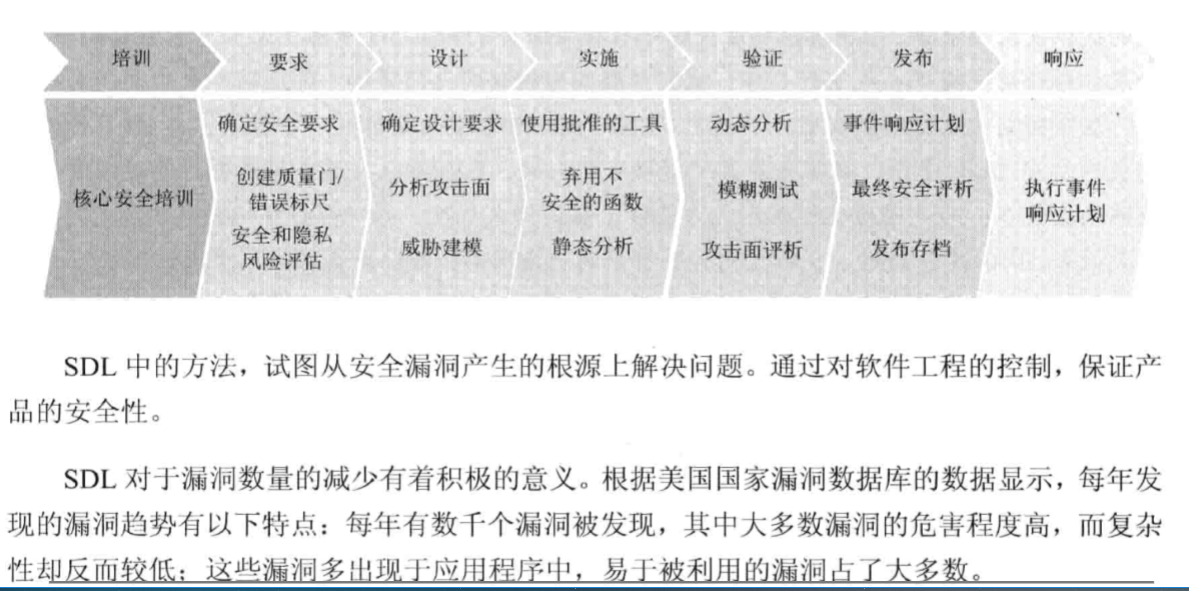 培训 要求 设计 实施 验证 发布 响应
确定安全要求 确定设计要求 使用批准的工具 动态分析 事件响应计划
核心安全培训
创建质量门/
错误标尺
分析攻击面
弃用不
安全的函数
模糊测试
最终安全评析
执行事件
响应计划
安全和隐私
风险评估
威胁建模 静态分析 攻击面评析 发布存档
SDL 中的方法，试图从安全漏洞产生的根源上解决问题。通过对软件工程的控制，保证产
品的安全性。
SDL 对于漏洞数量的减少有着积极的意义。根据美国国家漏洞数据库的数据显示，每年发
现的漏洞趋势有以下特点：每年有数千个漏洞被发现，其中大多数漏洞的危害程度高，而复杂
性却反而较低；这些漏洞多出现于应用程序中，易于被利用的漏洞占了大多数。